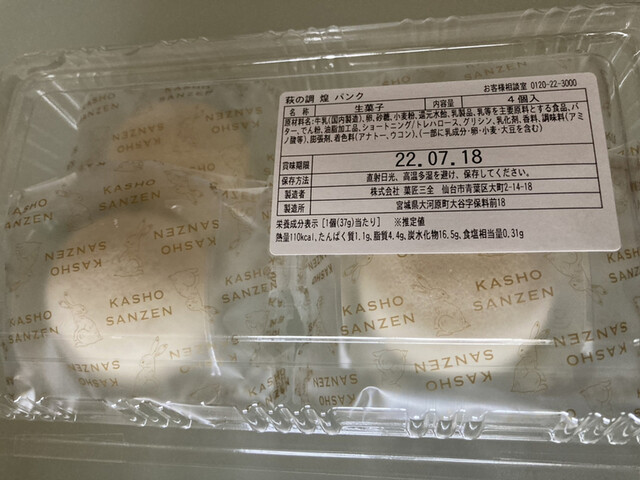 萩の調 煌 パンク
お客様相談室 0120-22-3000
名 称 生菓子 内容量 4個入
原材料名:牛乳(国内製造)、卵、砂糖、小麦粉、還元水飴、乳製品、乳等を主要原料とする食品、バ
ター、でん粉、油脂加工品、ショートニング/トレハロース、グリシン、乳化剤、香料、調味料(アミ
ノ酸等)、膨張剤、着色料(アナトー、ウコン)、(一部に乳成分・卵・小麦・大豆を含む)
賞味期限 22.07.18
保存方法 直射日光、高温多湿を避け、保存してください。
製造者 株式会社 菓匠三全 仙台市青葉区大町2-14-18
製造所 宮城県大河原町大谷字保料前18
栄養成分表示 [1個(37g)当たり] ※推定値
熱量110kcal、たんぱく質1.1g、脂質4.4g、炭水化物16.5g、食塩相当量0.31g
KASHO
SANZEN
KASHO
SANZEN
KASHO
SANZEN
KASHO
SANZEN
KASHO
SANZEN
KASHO
SANZEN